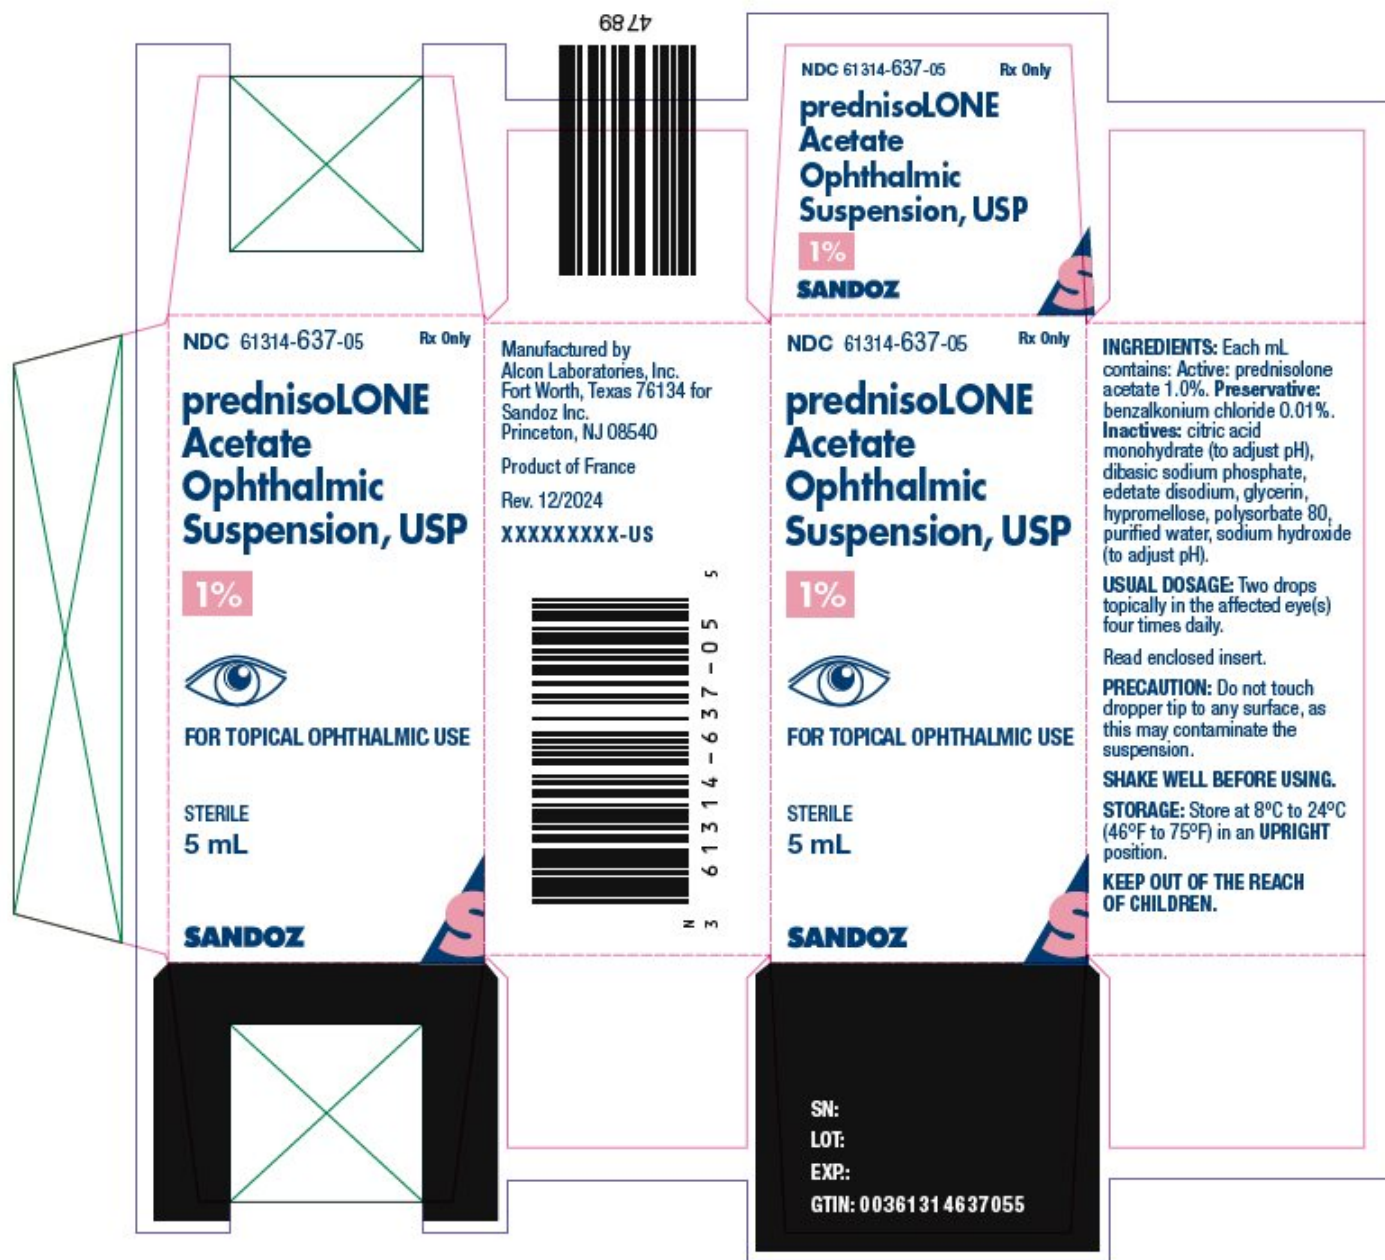 4789
NDC 61314-637-05 Rx Only
prednisoLONE
Acetate
Ophthalmic
Suspension, USP
1%
SANDOZ
S
NDC 61314-637-05 Rx Only
prednisoLONE
Acetate
Ophthalmic
Suspension, USP
1%
FOR TOPICAL OPHTHALMIC USE
STERILE
5 mL
SANDOZ
S
Manufactured by
Alcon Laboratories, Inc.
Fort Worth, Texas 76134 for
Sandoz Inc.
Princeton, NJ 08540
Product of France
Rev. 12/2024
XXXXXXXXX-US
N
3 61314-637-05 5
NDC 61314-637-05 Rx Only
prednisoLONE
Acetate
Ophthalmic
Suspension, USP
1%
FOR TOPICAL OPHTHALMIC USE
STERILE
5 mL
SANDOZ
S
INGREDIENTS: Each mL
contains: Active: prednisolone
acetate 1.0%. Preservative:
benzalkonium chloride 0.01%.
Inactives: citric acid
monohydrate (to adjust pH),
dibasic sodium phosphate,
edetate disodium, glycerin,
hypromellose, polysorbate 80,
purified water, sodium hydroxide
(to adjust pH).
USUAL DOSAGE: Two drops
topically in the affected eye(s)
four times daily.
Read enclosed insert.
PRECAUTION: Do not touch
dropper tip to any surface, as
this may contaminate the
suspension.
SHAKE WELL BEFORE USING.
STORAGE: Store at 8ºC to 24ºC
(46ºF to 75ºF) in an UPRIGHT
position.
KEEP OUT OF THE REACH
OF CHILDREN.
SN:
LOT:
EXP.:
GTIN: 00361314637055